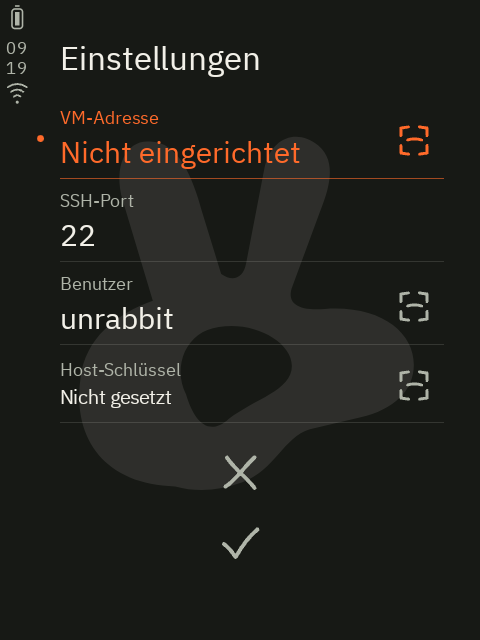 09
19
Einstellungen
VM-Adresse
Nicht eingerichtet
SSH-Port
22
Benutzer
unrabbit
Host-Schlüssel
Nicht gesetzt